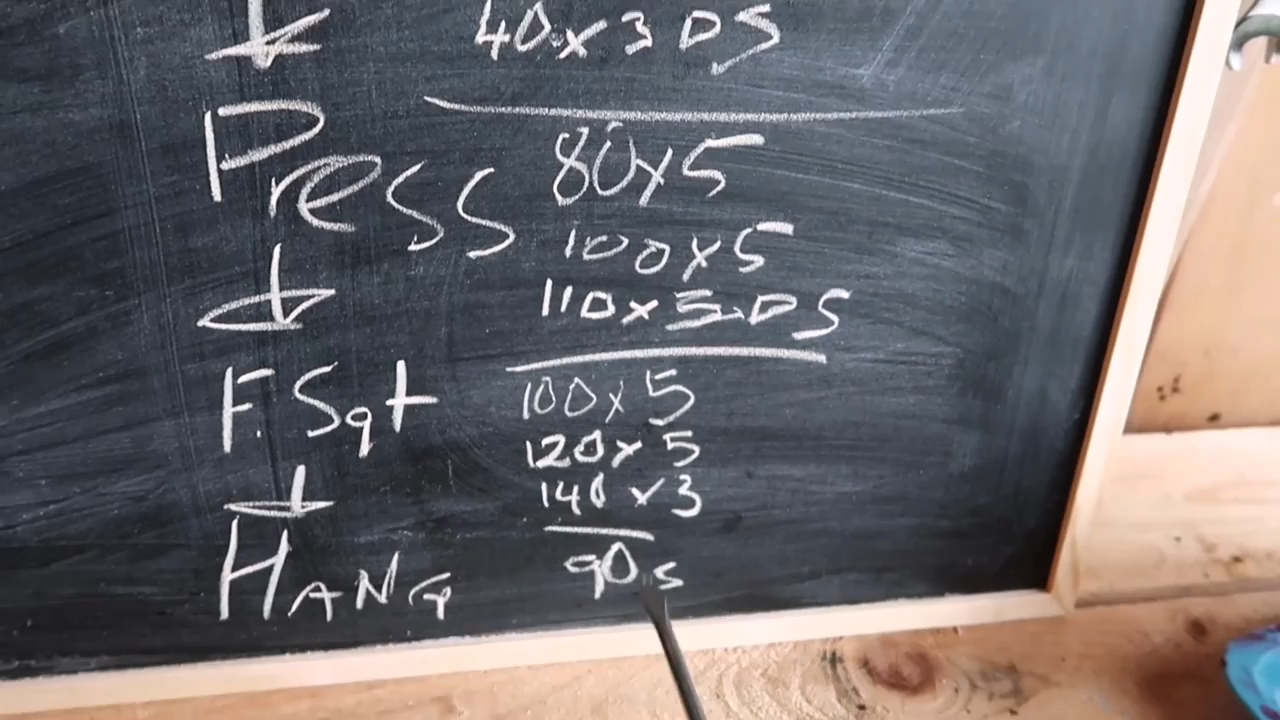 40x3 DS
Press 80x5
100x5
110x5 DS
F.Sqt 100x5
120x5
140x3
HANG 90s